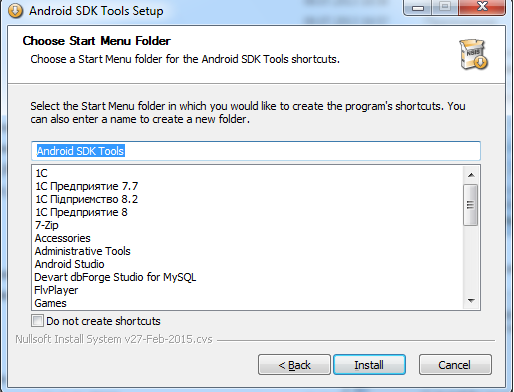 Android SDK Tools Setup
Choose Start Menu Folder
Choose a Start Menu folder for the Android SDK Tools shortcuts.
Select the Start Menu folder in which you would like to create the program's shortcuts. You
can also enter a name to create a new folder.
Android SDK Tools
1C
1С Предприятие 7.7
1С Підприємство 8.2
1С Предприятие 8
7-Zip
Accessories
Administrative Tools
Android Studio
Devart dbForge Studio for MySQL
FlvPlayer
Games
Do not create shortcuts
Nullsoft Install System v27-Feb-2015.cvs
< Back
Install
Cancel